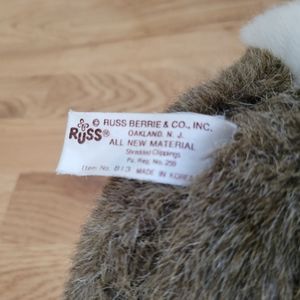 © RUSS BERRIE & CO., INC.
RUSS® OAKLAND, N. J.
ALL NEW MATERIAL
Shredded Clippings
Pa. Reg. No. 255
Item No. 813 MADE IN KOREA